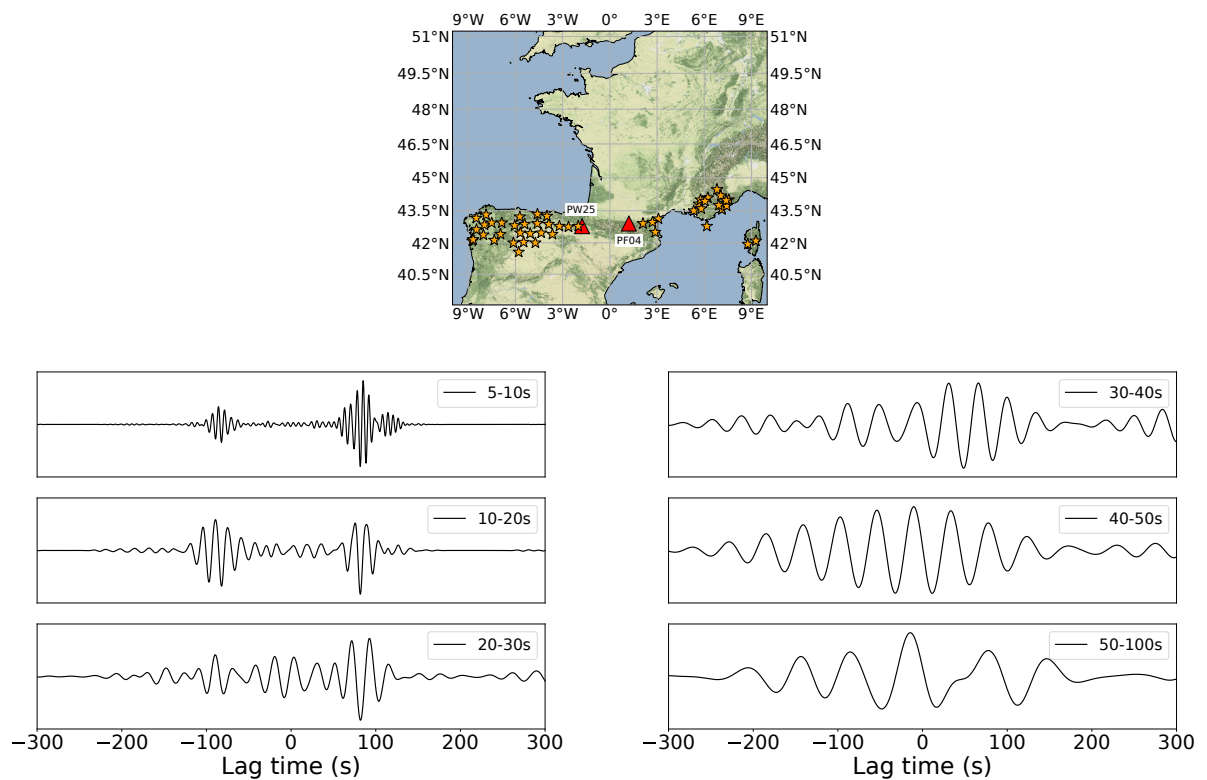 9°W 6°W 3°W 0° 3°E 6°E 9°E
51°N 51°N
49.5°N 49.5°N
48°N 48°N
46.5°N 46.5°N
45°N 45°N
43.5°N 43.5°N
PW25
PF04
42°N 42°N
40.5°N 40.5°N
9°W 6°W 3°W 0° 3°E 6°E 9°E
5-10s
10-20s
20-30s
−300 −200 −100 0 100 200 300
Lag time (s)
30-40s
40-50s
50-100s
−300 −200 −100 0 100 200 300
Lag time (s)